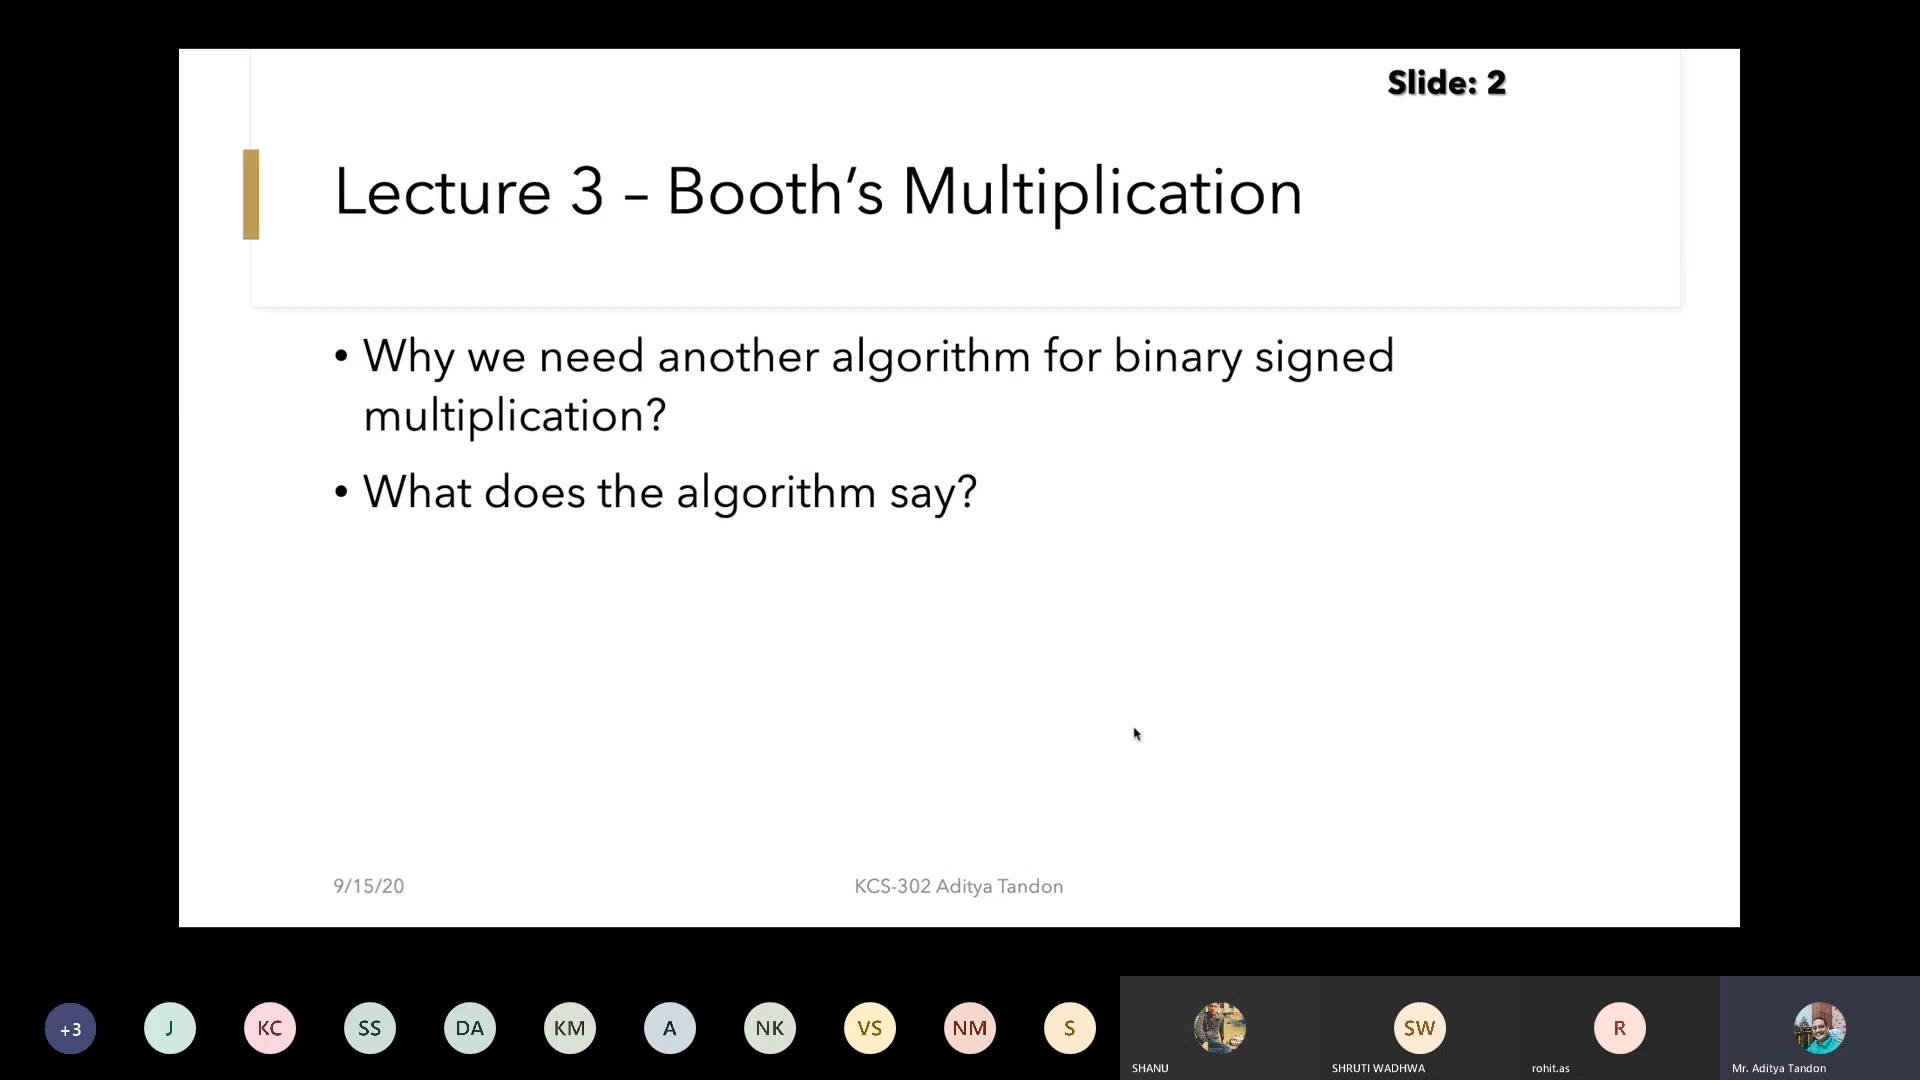 Slide: 2
Lecture 3 – Booth’s Multiplication
• Why we need another algorithm for binary signed
multiplication?
• What does the algorithm say?
9/15/20
KCS-302 Aditya Tandon
+3
J
KC
SS
DA
KM
A
NK
VS
NM
S
SW
R
SHANU
SHRUTI WADHWA
rohit.as
Mr. Aditya Tandon